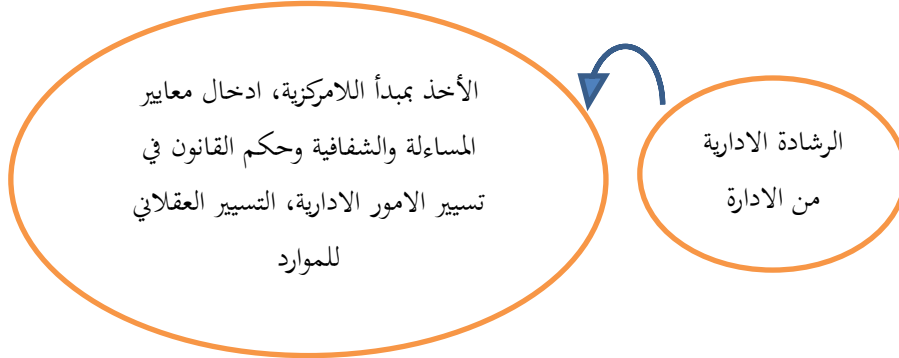 الرشادة الادارية
من الادارة
الأخذ بمبدأ اللامركزية، ادخال معايير
المساءلة والشفافية وحكم القانون في
تسيير الامور الادارية، التسيير العقلاني
للموارد